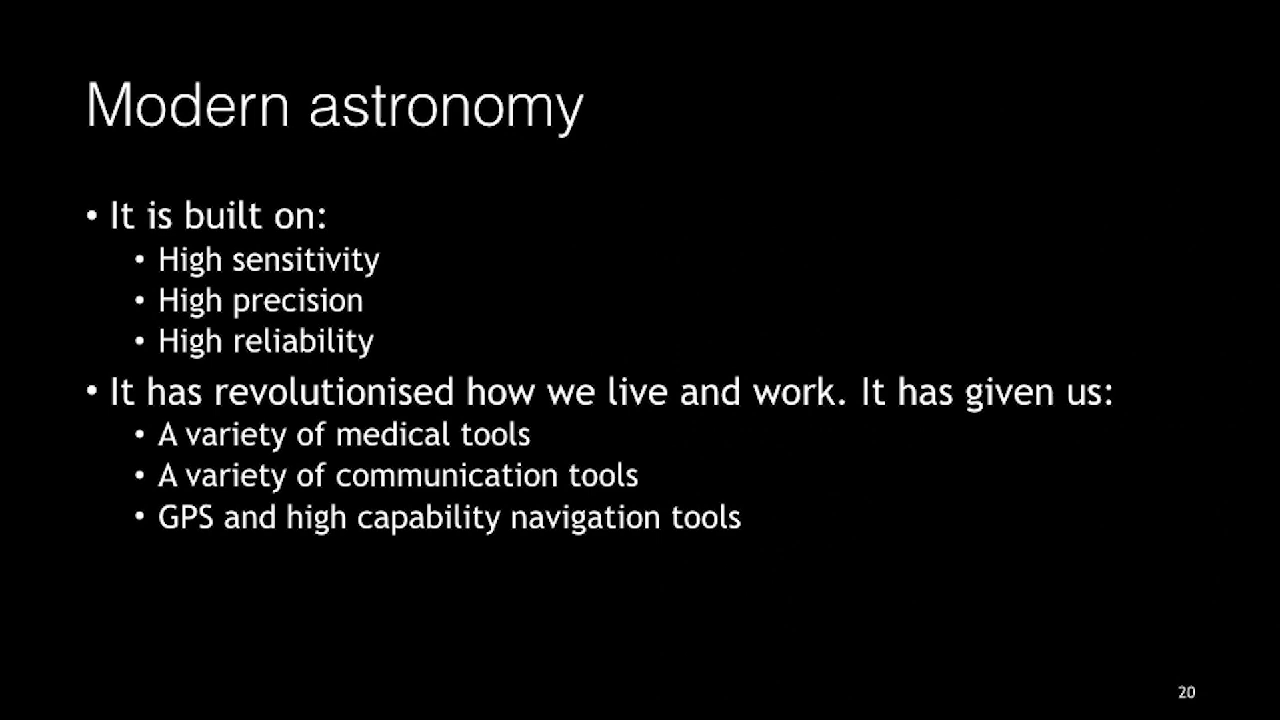 Modern astronomy
• It is built on:
• High sensitivity
• High precision
• High reliability
• It has revolutionised how we live and work. It has given us:
• A variety of medical tools
• A variety of communication tools
• GPS and high capability navigation tools
20